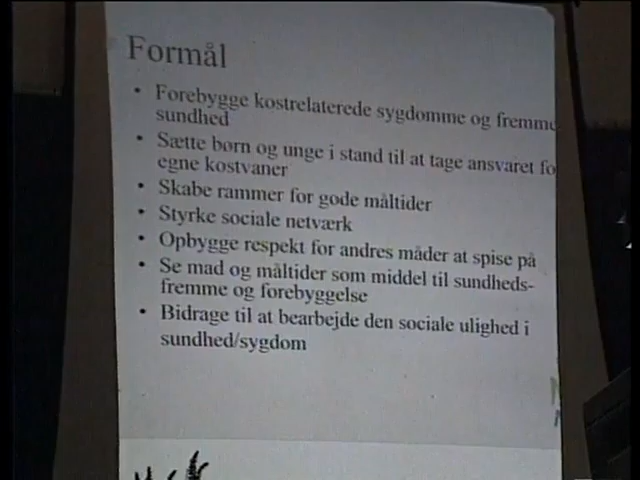 Formål
• Forebygge kostrelaterede sygdomme og fremme
sundhed
• Sætte børn og unge i stand til at tage ansvaret fo
egne kostvaner
• Skabe rammer for gode måltider
• Styrke sociale netværk
• Opbygge respekt for andres måder at spise på
• Se mad og måltider som middel til sundheds-
fremme og forebyggelse
• Bidrage til at bearbejde den sociale ulighed i
sundhed/sygdom